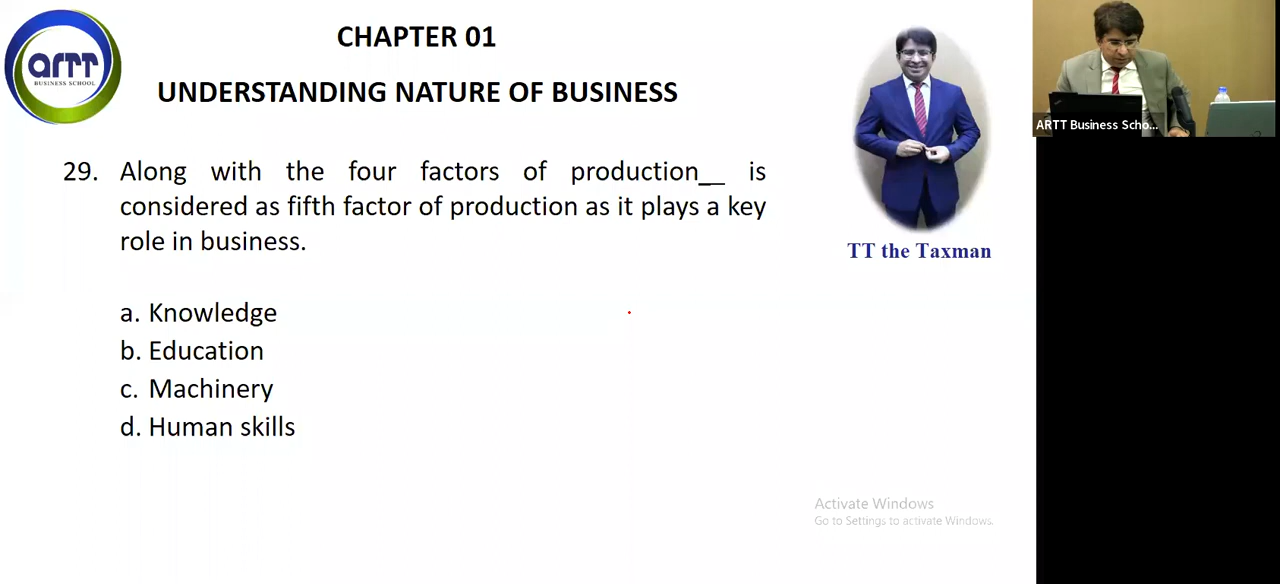 CHAPTER 01
UNDERSTANDING NATURE OF BUSINESS
artt
BUSINESS SCHOOL
29. Along with the four factors of production__ is
considered as fifth factor of production as it plays a key
role in business.
a. Knowledge
b. Education
c. Machinery
d. Human skills
TT the Taxman
ARTT Business Scho...
Activate Windows
Go to Settings to activate Windows.